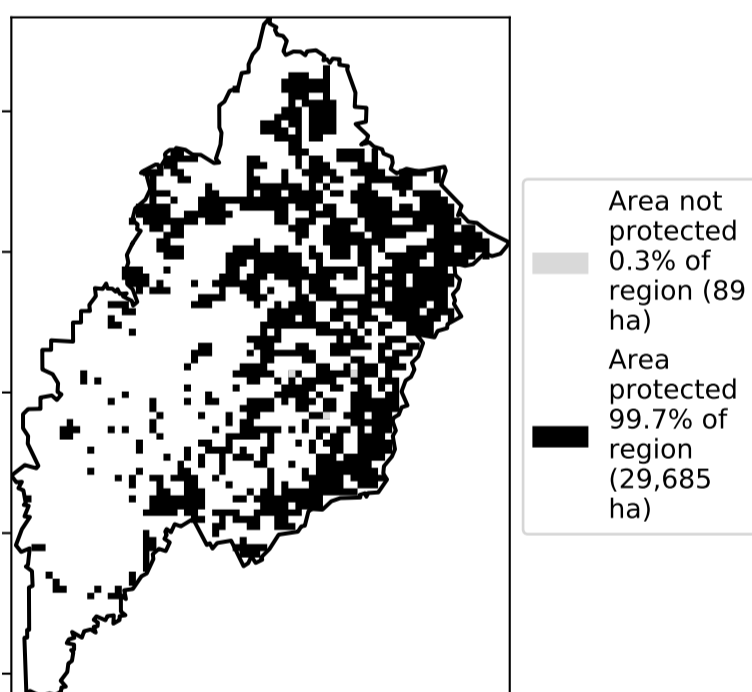 Area not
protected
0.3% of
region (89
ha)
Area
protected
99.7% of
region
(29,685
ha)